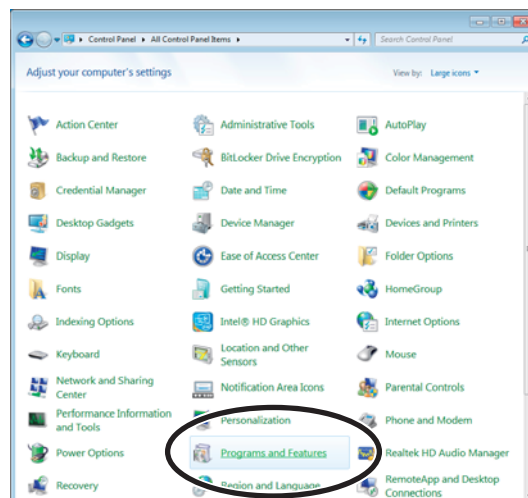 Control Panel ▸ All Control Panel Items ▸
Search Control Panel
Adjust your computer's settings
View by: Large icons
Action Center
Administrative Tools
AutoPlay
Backup and Restore
BitLocker Drive Encryption
Color Management
Credential Manager
Date and Time
Default Programs
Desktop Gadgets
Device Manager
Devices and Printers
Display
Ease of Access Center
Folder Options
Fonts
Getting Started
HomeGroup
Indexing Options
Intel® HD Graphics
Internet Options
Keyboard
Location and Other
Sensors
Mouse
Network and Sharing
Center
Notification Area Icons
Parental Controls
Performance Information
and Tools
Personalization
Phone and Modem
Power Options
Programs and Features
Realtek HD Audio Manager
Recovery
Region and Language
RemoteApp and Desktop
Connections